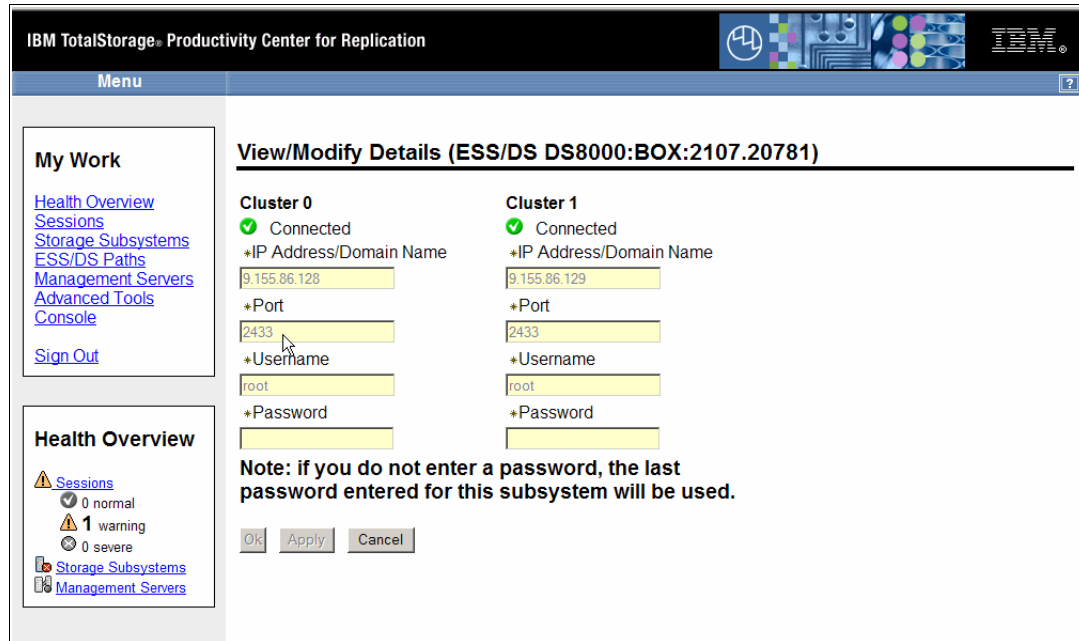 IBM TotalStorage® Productivity Center for Replication
IBM®
Menu
?
My Work
Health Overview
Sessions
Storage Subsystems
ESS/DS Paths
Management Servers
Advanced Tools
Console
Sign Out
Health Overview
Sessions
0 normal
1 warning
0 severe
Storage Subsystems
Management Servers
View/Modify Details (ESS/DS DS8000:BOX:2107.20781)
Cluster 0
Connected
*IP Address/Domain Name
9.155.86.128
*Port
2433
*Username
root
*Password
Cluster 1
Connected
*IP Address/Domain Name
9.155.86.129
*Port
2433
*Username
root
*Password
Note: if you do not enter a password, the last
password entered for this subsystem will be used.
Ok Apply Cancel